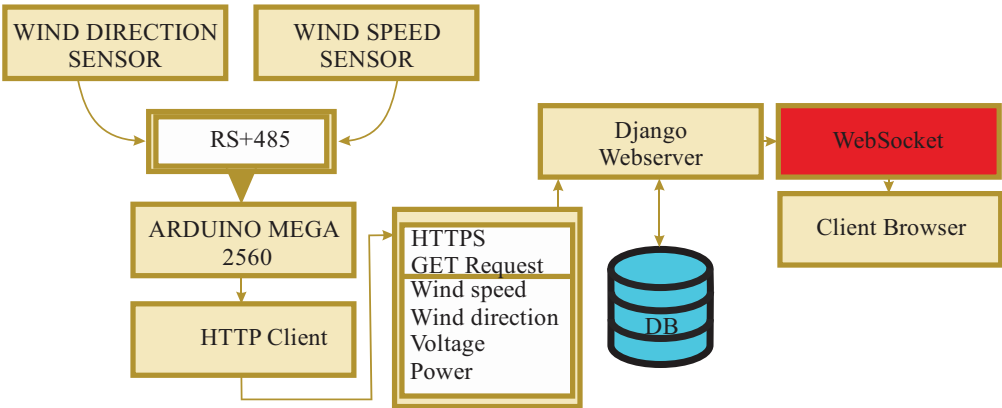 WIND DIRECTION
SENSOR
WIND SPEED
SENSOR
RS+485
ARDUINO MEGA
2560
HTTP Client
HTTPS
GET Request
Wind speed
Wind direction
Voltage
Power
Django
Webserver
DB
WebSocket
Client Browser